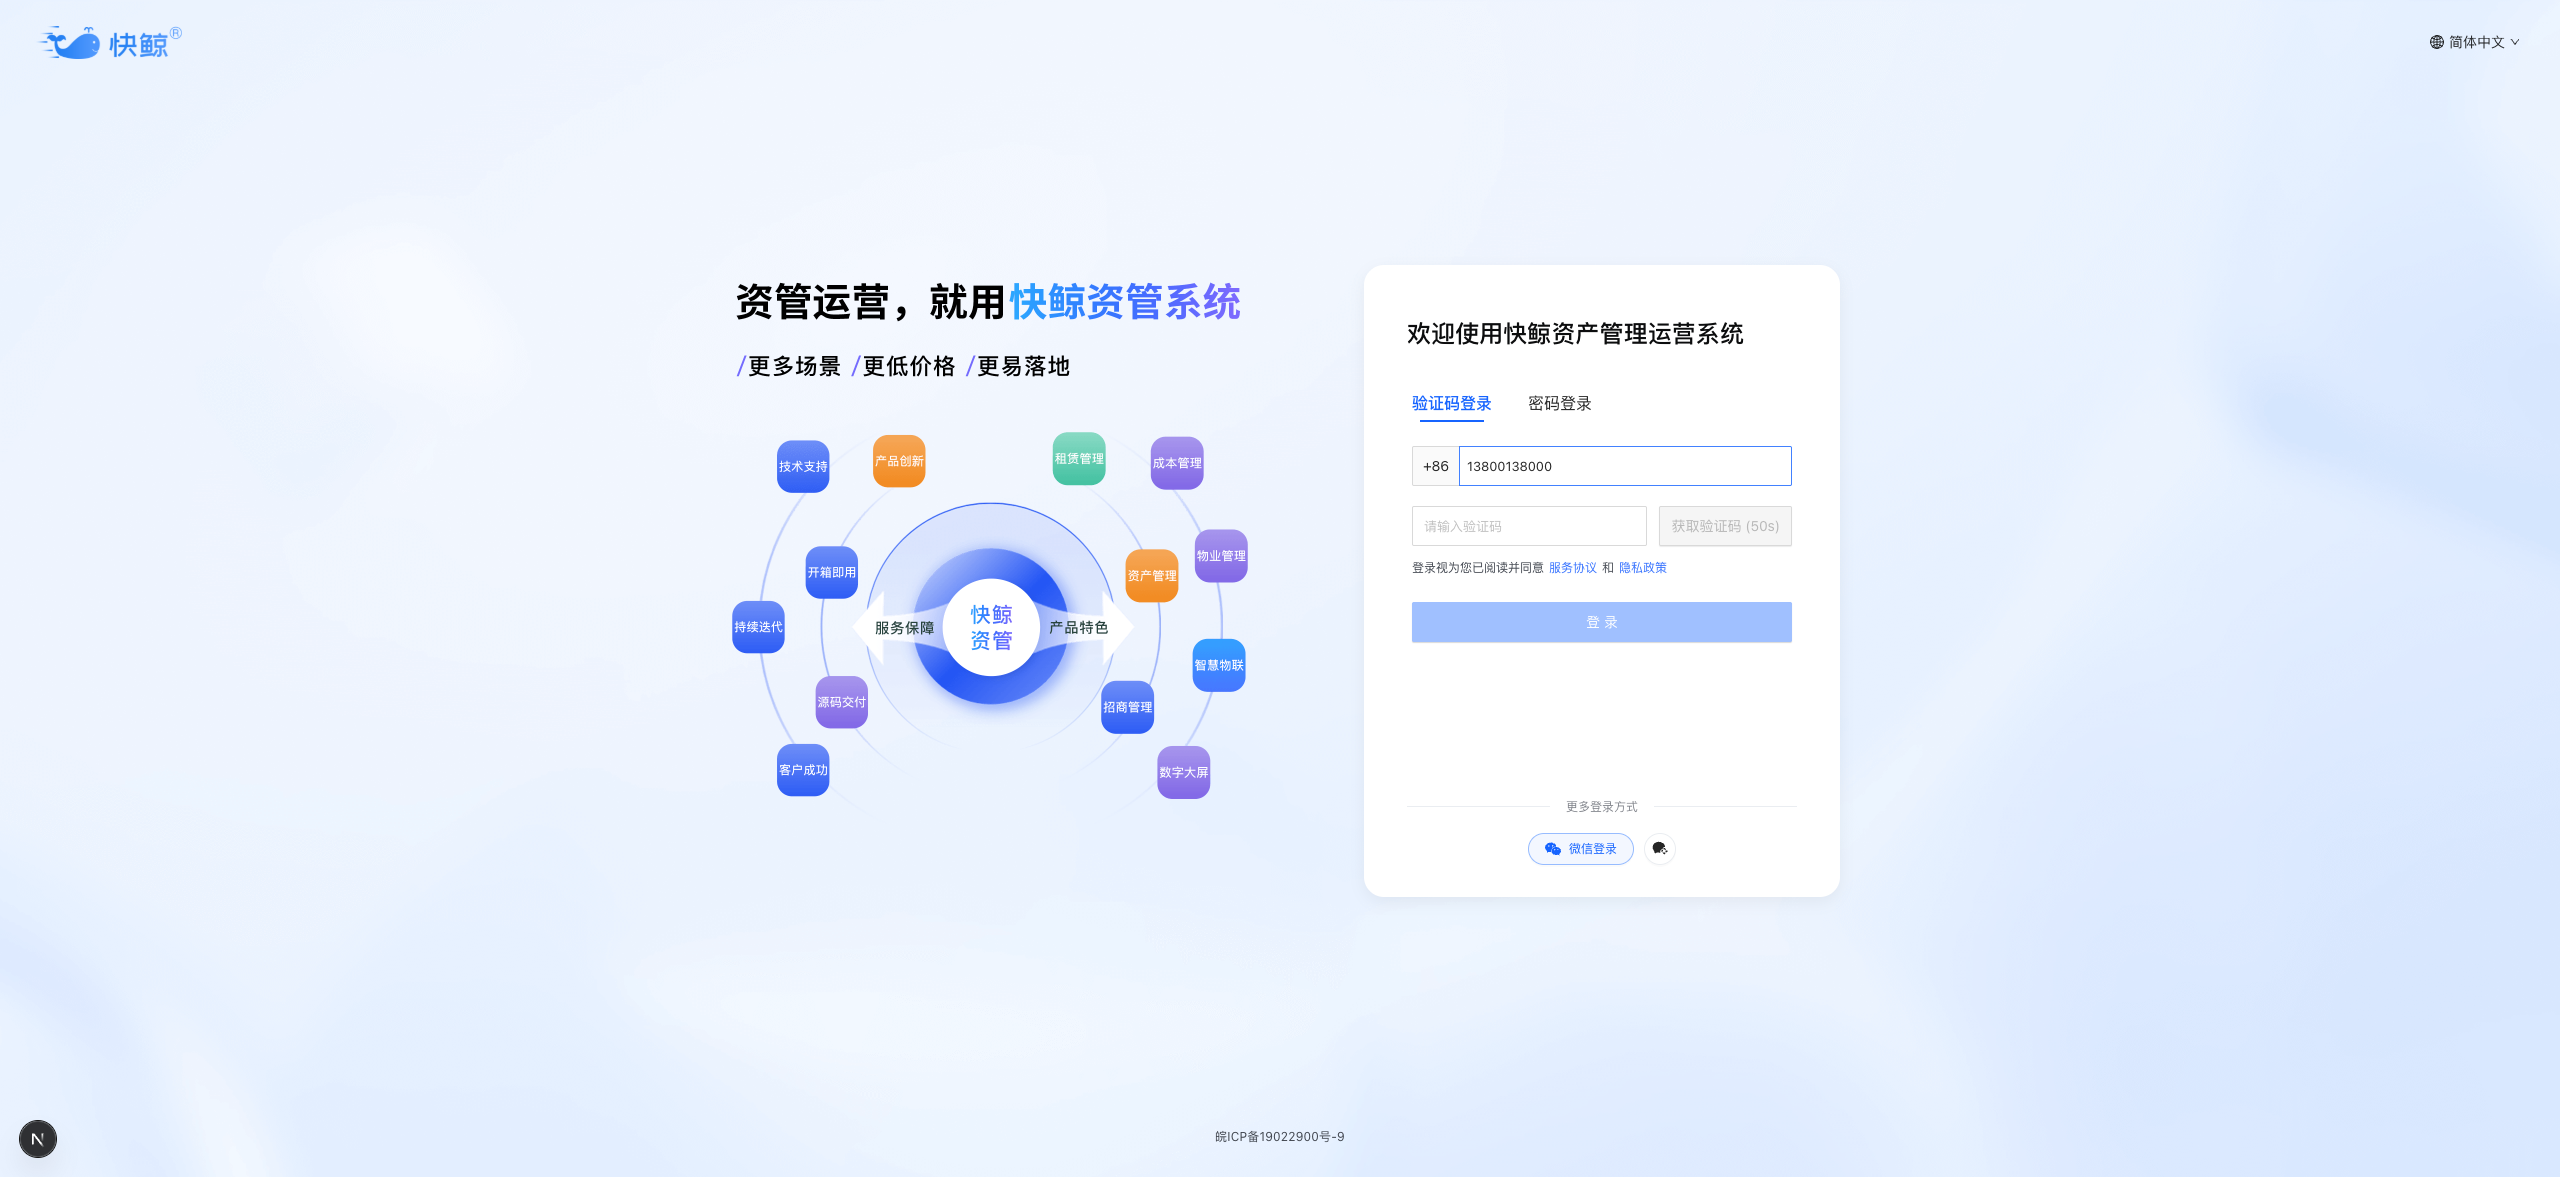 快鲸®
简体中文
资管运营，就用快鲸资管系统
/更多场景 /更低价格 /更易落地
技术支持
产品创新
租赁管理
成本管理
开箱即用
资产管理
物业管理
持续迭代
服务保障
快鲸
资管
产品特色
智慧物联
源码交付
招商管理
客户成功
数字大屏
欢迎使用快鲸资产管理运营系统
验证码登录 密码登录
+86 13800138000
请输入验证码 获取验证码 (50s)
登录视为您已阅读并同意 服务协议 和 隐私政策
登 录
更多登录方式
微信登录
N
皖ICP备19022900号-9